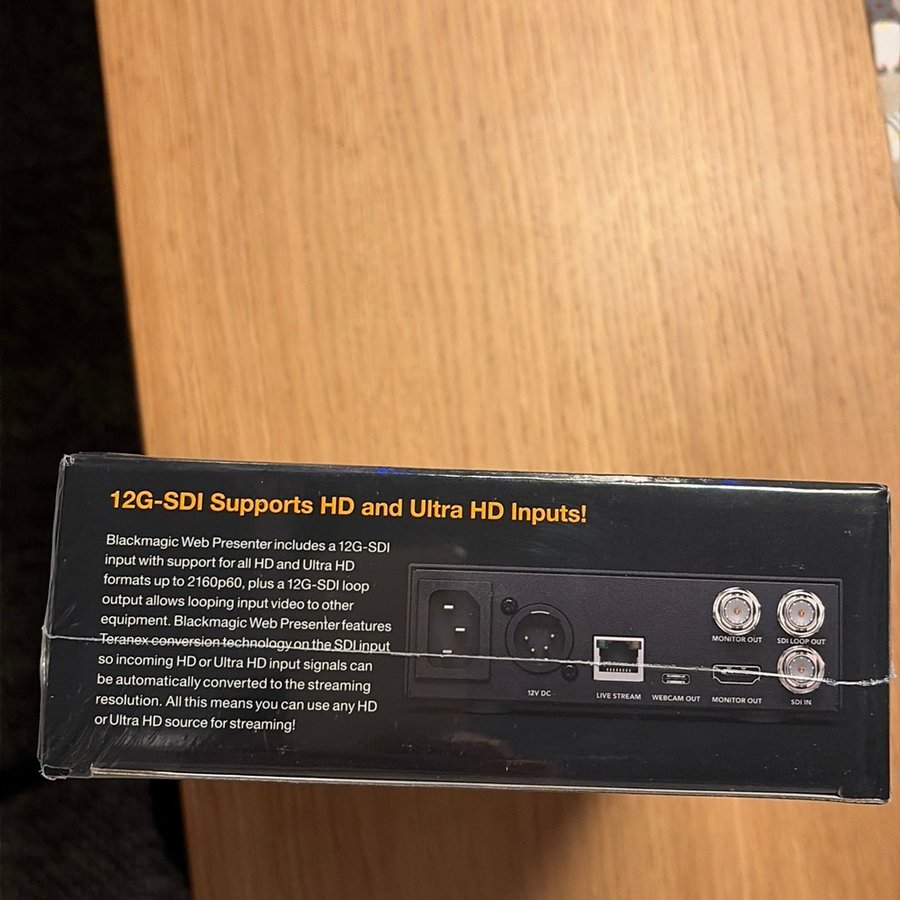 12G-SDI Supports HD and Ultra HD Inputs!
Blackmagic Web Presenter includes a 12G-SDI
input with support for all HD and Ultra HD
formats up to 2160p60, plus a 12G-SDI loop
output allows looping input video to other
equipment. Blackmagic Web Presenter features
Teranex conversion technology on the SDI input
so incoming HD or Ultra HD input signals can
be automatically converted to the streaming
resolution. All this means you can use any HD
or Ultra HD source for streaming!
MONITOR OUT
SDI LOOP OUT
12V DC
LIVE STREAM
WEBCAM OUT
MONITOR OUT
SDI IN